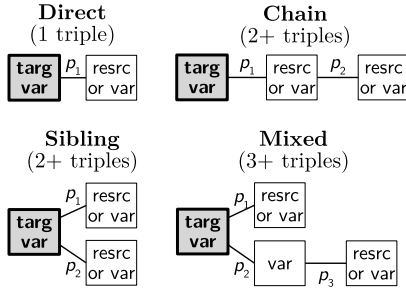 Direct
(1 triple)
targ
var
p1
resrc
or var
Chain
(2+ triples)
targ
var
p1
resrc
or var
p2
resrc
or var
Sibling
(2+ triples)
targ
var
p1
resrc
or var
p2
resrc
or var
Mixed
(3+ triples)
targ
var
p1
resrc
or var
p2
var
p3
resrc
or var